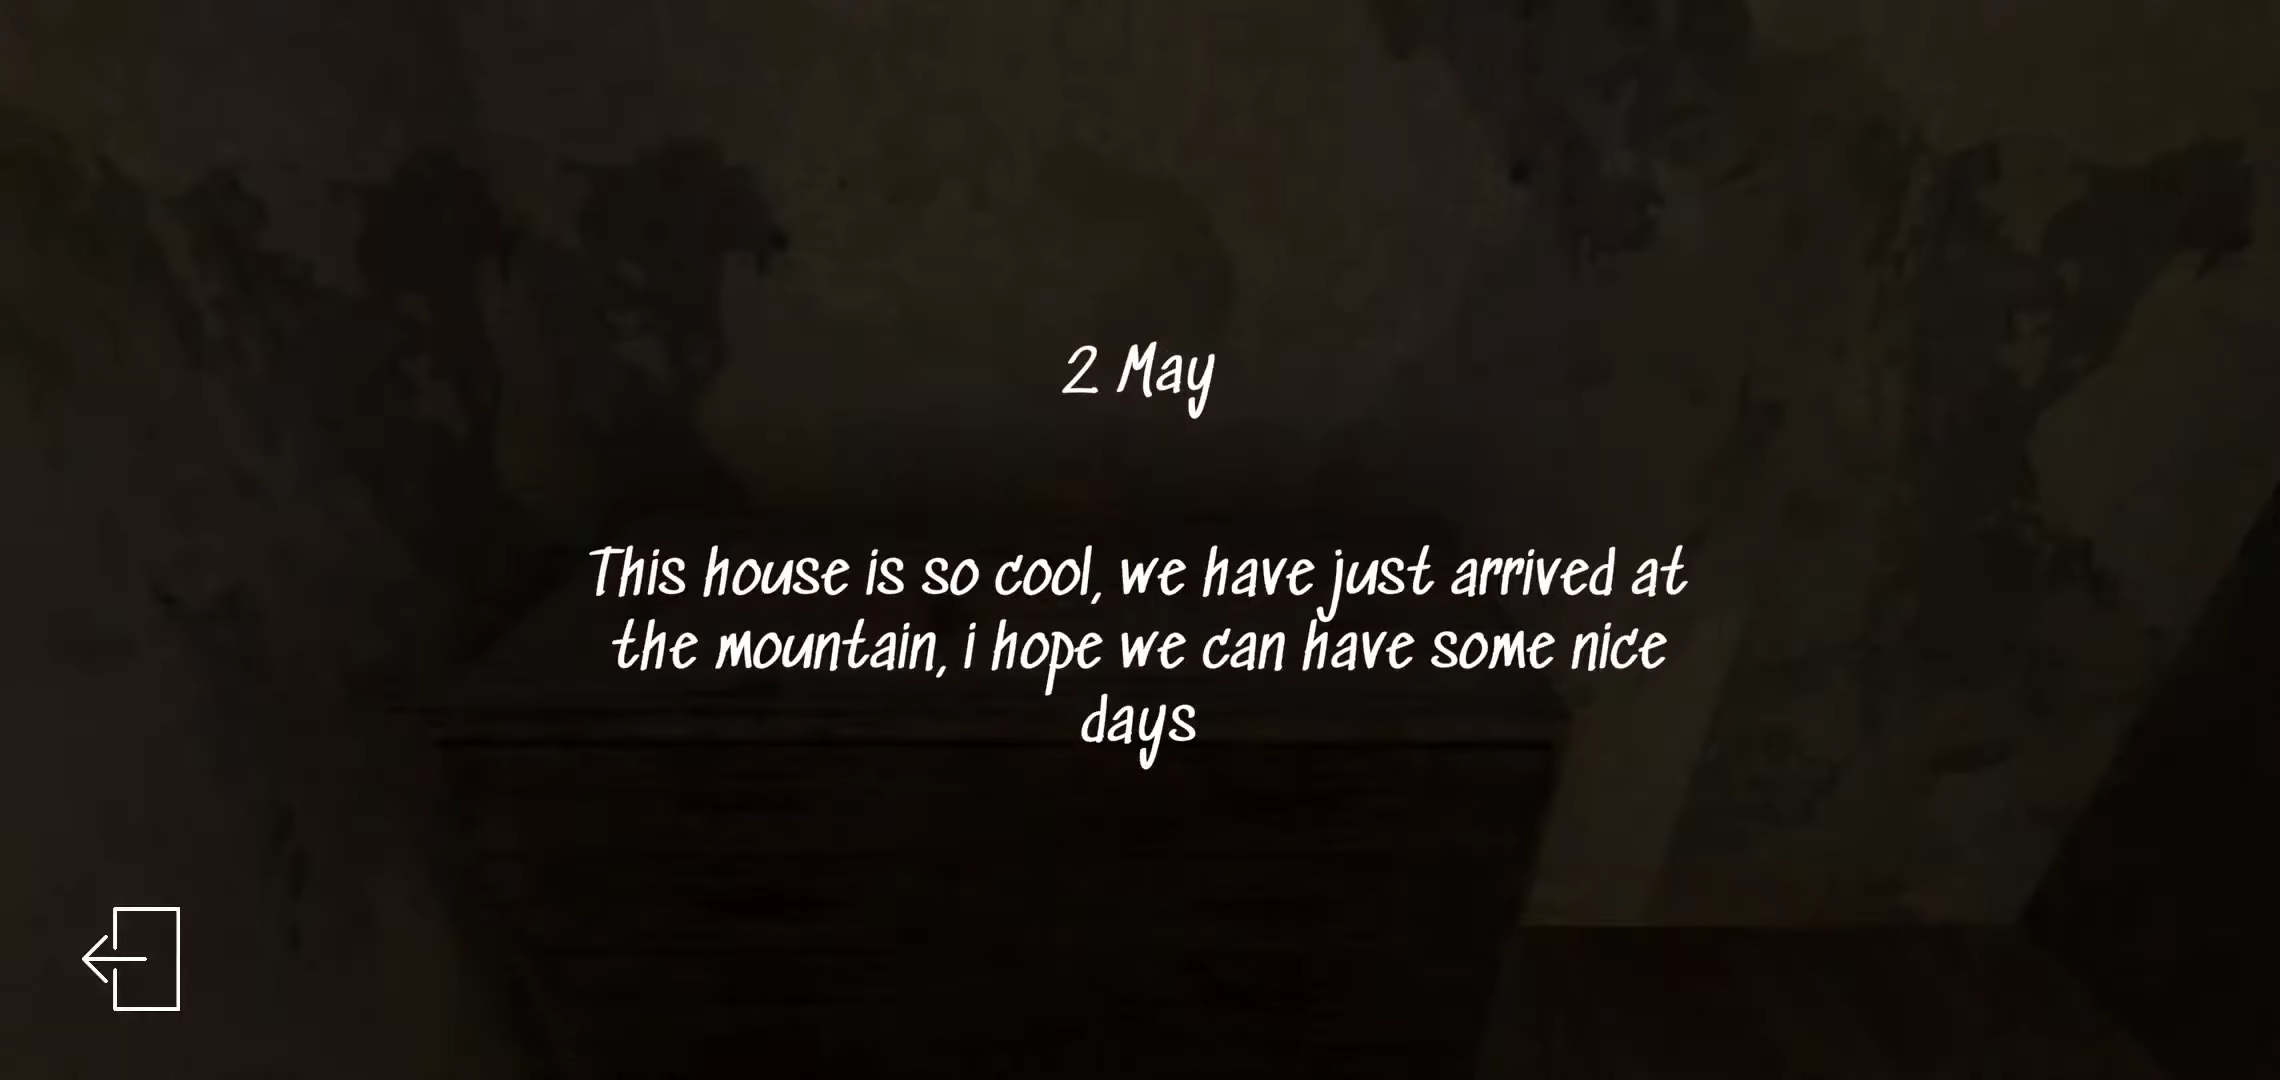 2 May
This house is so cool, we have just arrived at
the mountain, i hope we can have some nice
days